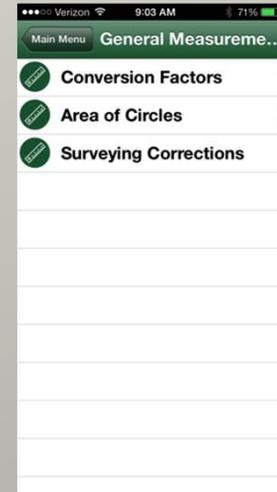 ●●●○○ Verizon 9:03 AM 71%
Main Menu General Measureme...
Conversion Factors
Area of Circles
Surveying Corrections